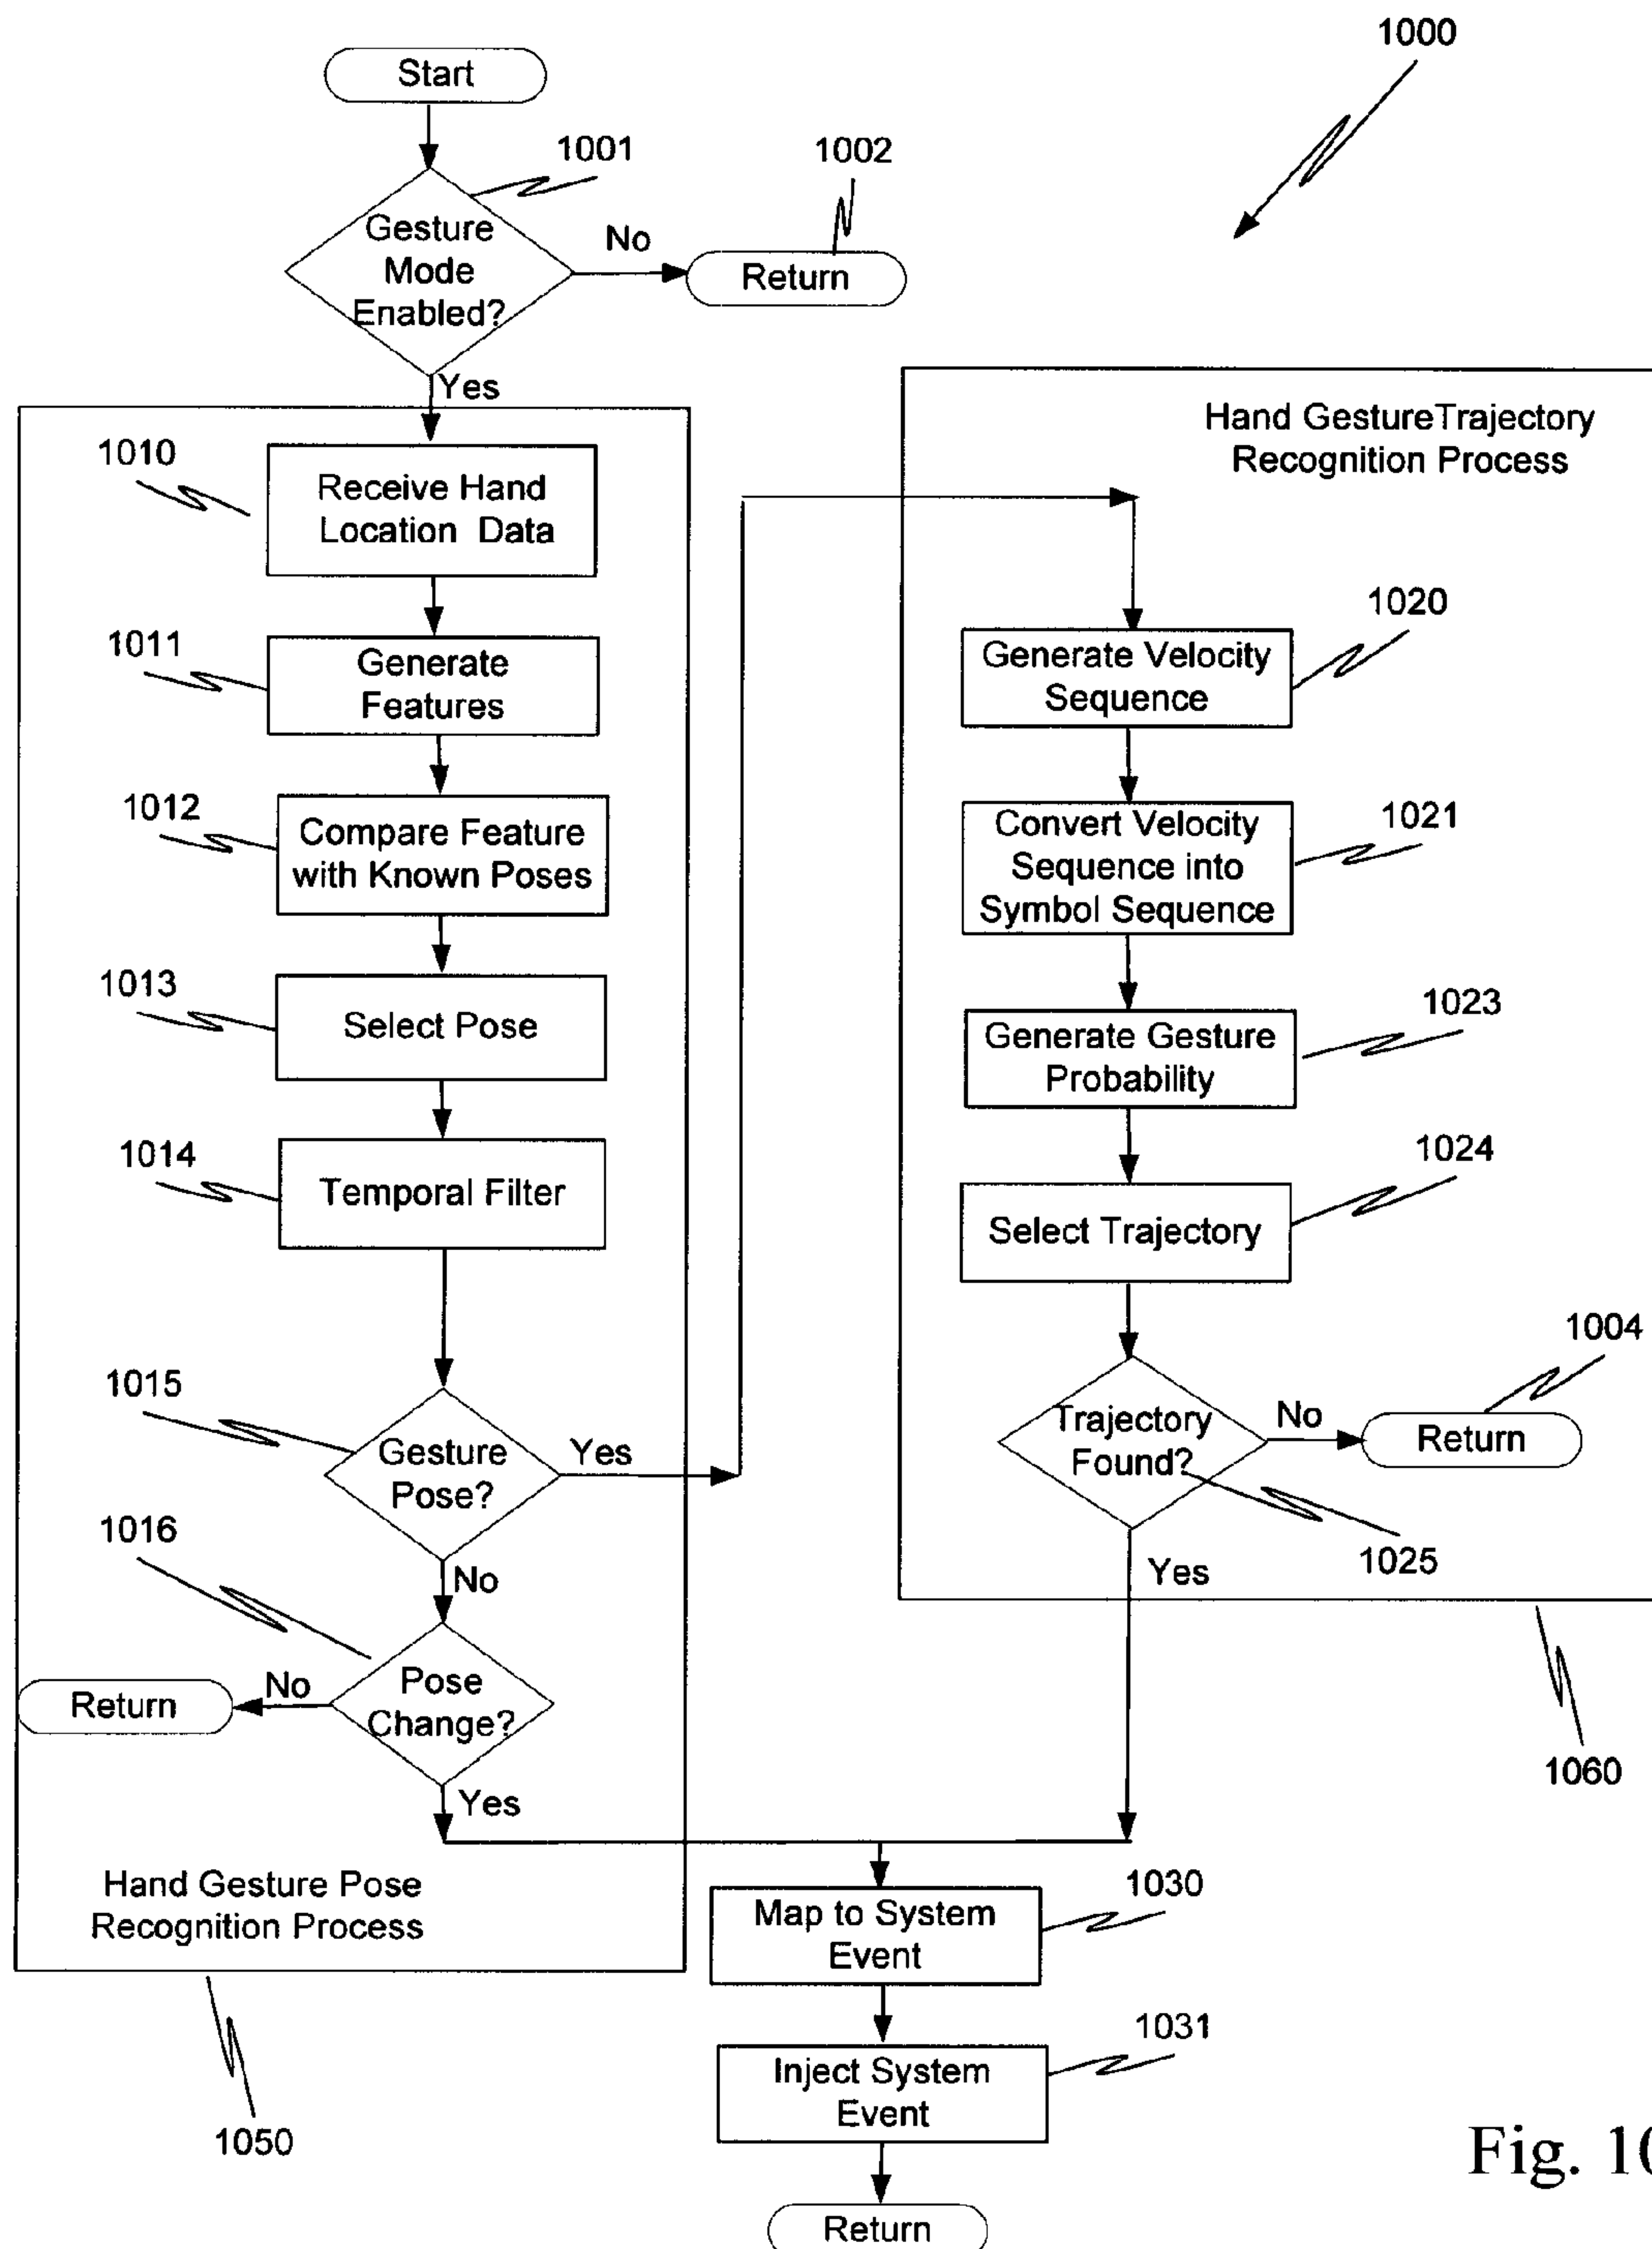 1000
Start
1001
1002
Gesture
Mode
Enabled?
No
Return
Yes
1010
Receive Hand
Location Data
1011
Generate
Features
1012
Compare Feature
with Known Poses
1013
Select Pose
1014
Temporal Filter
1015
Gesture
Pose?
Yes
1016
No
Pose
Change?
No
Return
Yes
Hand Gesture Pose
Recognition Process
1050
Hand GestureTrajectory
Recognition Process
1020
Generate Velocity
Sequence
1021
Convert Velocity
Sequence into
Symbol Sequence
1023
Generate Gesture
Probability
1024
Select Trajectory
1004
Trajectory
Found?
No
Return
1025
Yes
1060
1030
Map to System
Event
1031
Inject System
Event
Return
Fig. 10